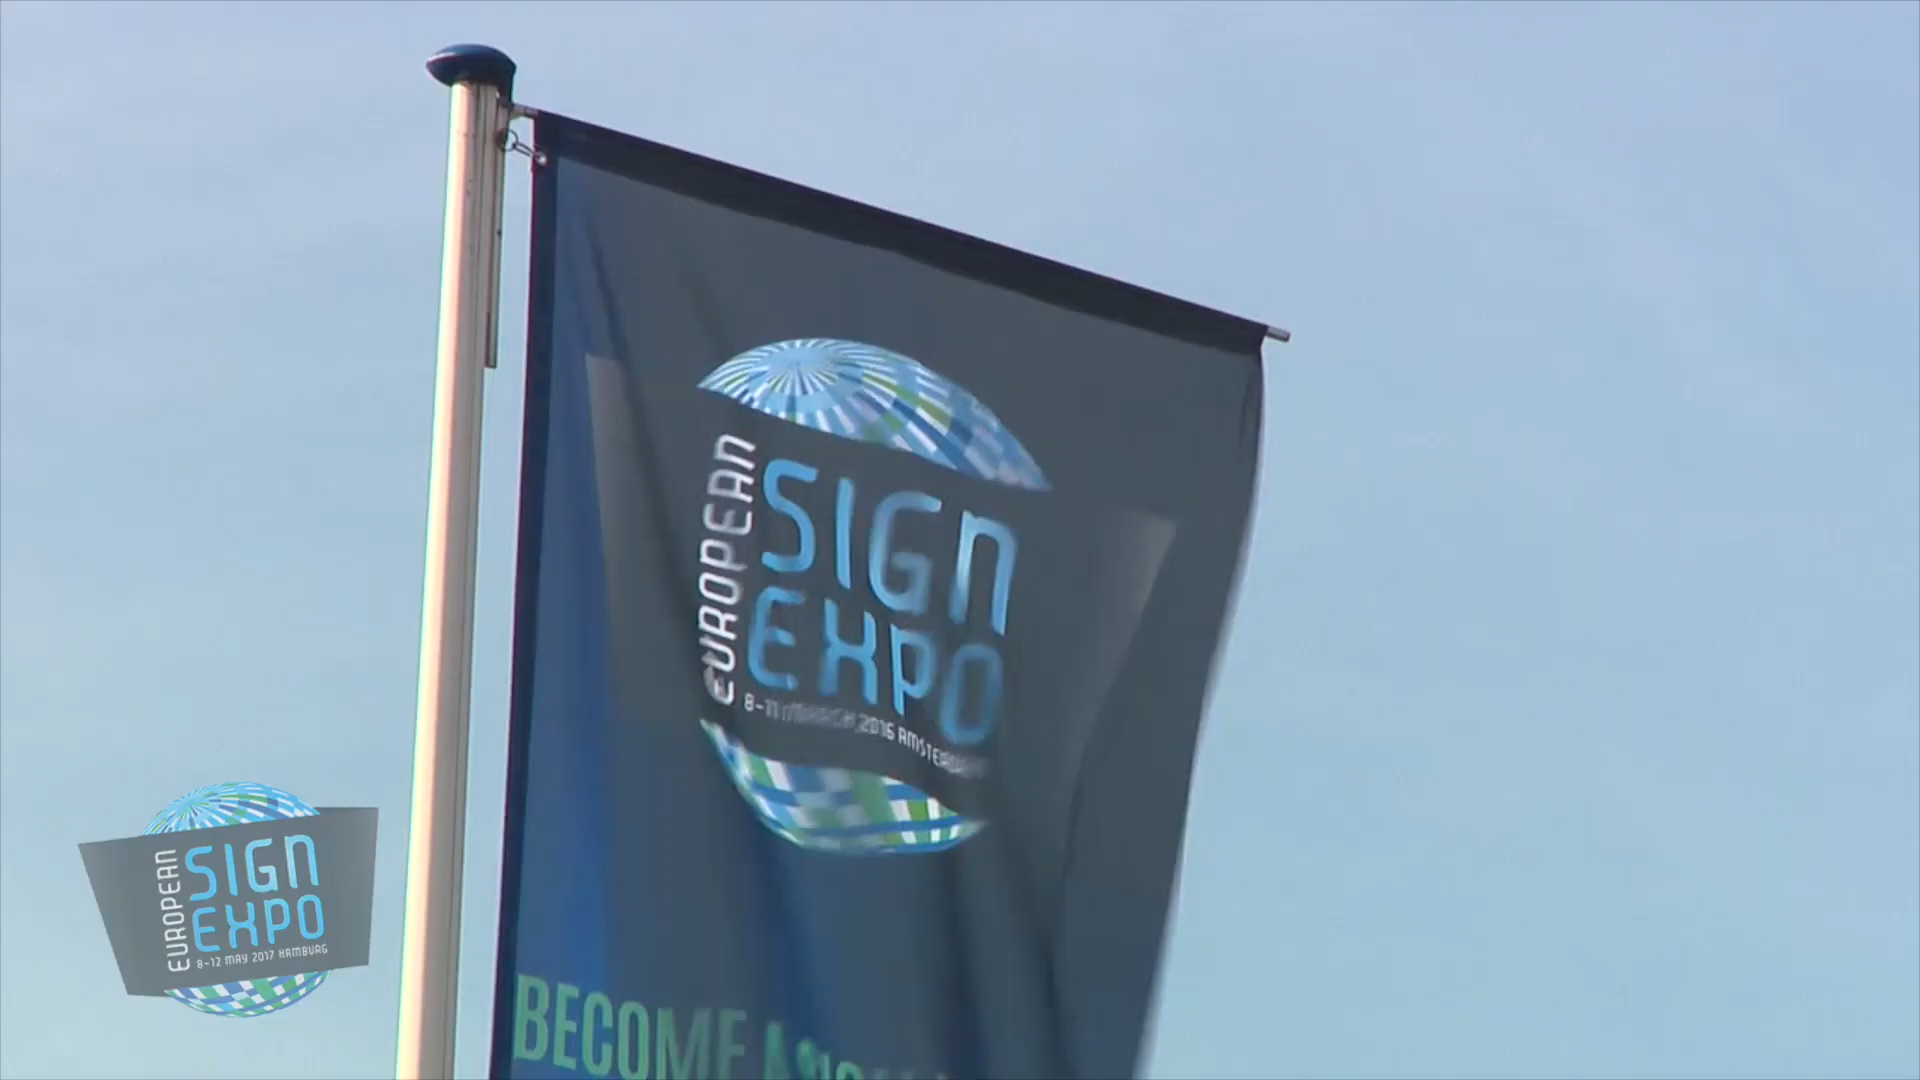 EUROPEAN
SIGN
EXPO
8-11 MARCH 2016 AMSTERDAM
BECOME A
EUROPEAN
SIGN
EXPO
8-12 MAY 2017 HAMBURG